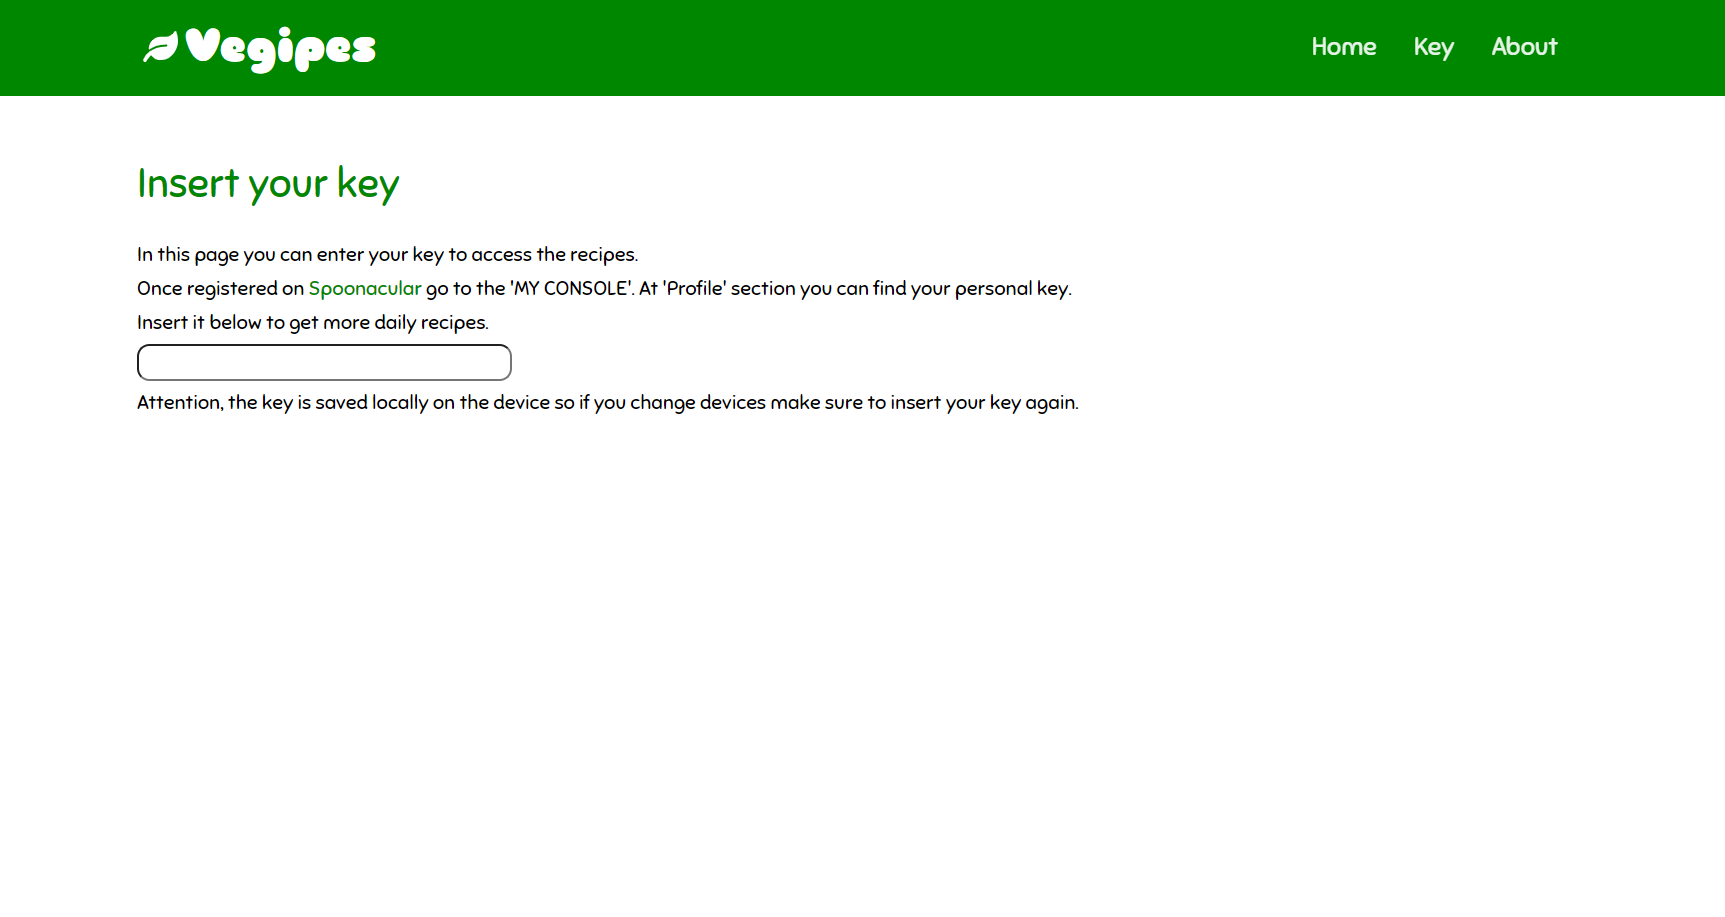 Vegipes
Home Key About
Insert your key
In this page you can enter your key to access the recipes.
Once registered on Spoonacular go to the 'MY CONSOLE'. At 'Profile' section you can find your personal key.
Insert it below to get more daily recipes.
Attention, the key is saved locally on the device so if you change devices make sure to insert your key again.